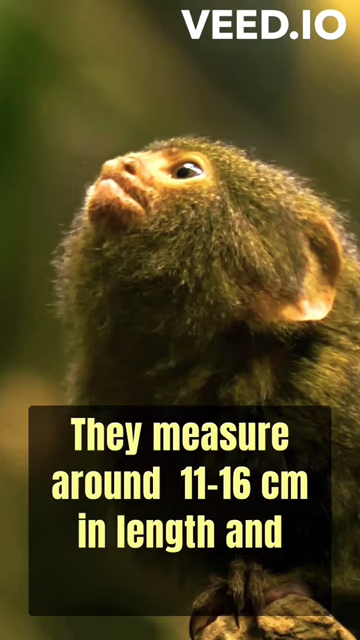 VEED.IO
They measure
around 11-16 cm
in length and